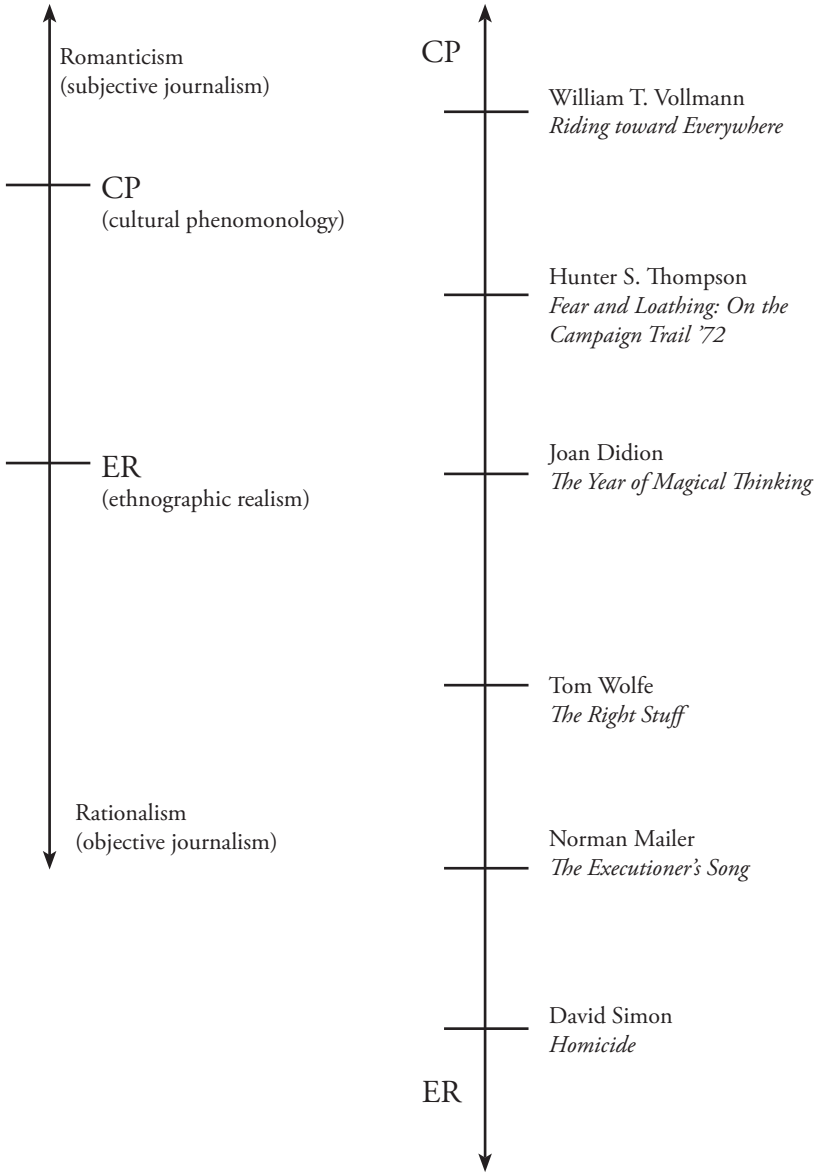 Romanticism
(subjective journalism)
CP
(cultural phenomonology)
ER
(ethnographic realism)
Rationalism
(objective journalism)
CP
William T. Vollmann
Riding toward Everywhere
Hunter S. Thompson
Fear and Loathing: On the
Campaign Trail ’72
Joan Didion
The Year of Magical Thinking
Tom Wolfe
The Right Stuff
Norman Mailer
The Executioner’s Song
David Simon
Homicide
ER